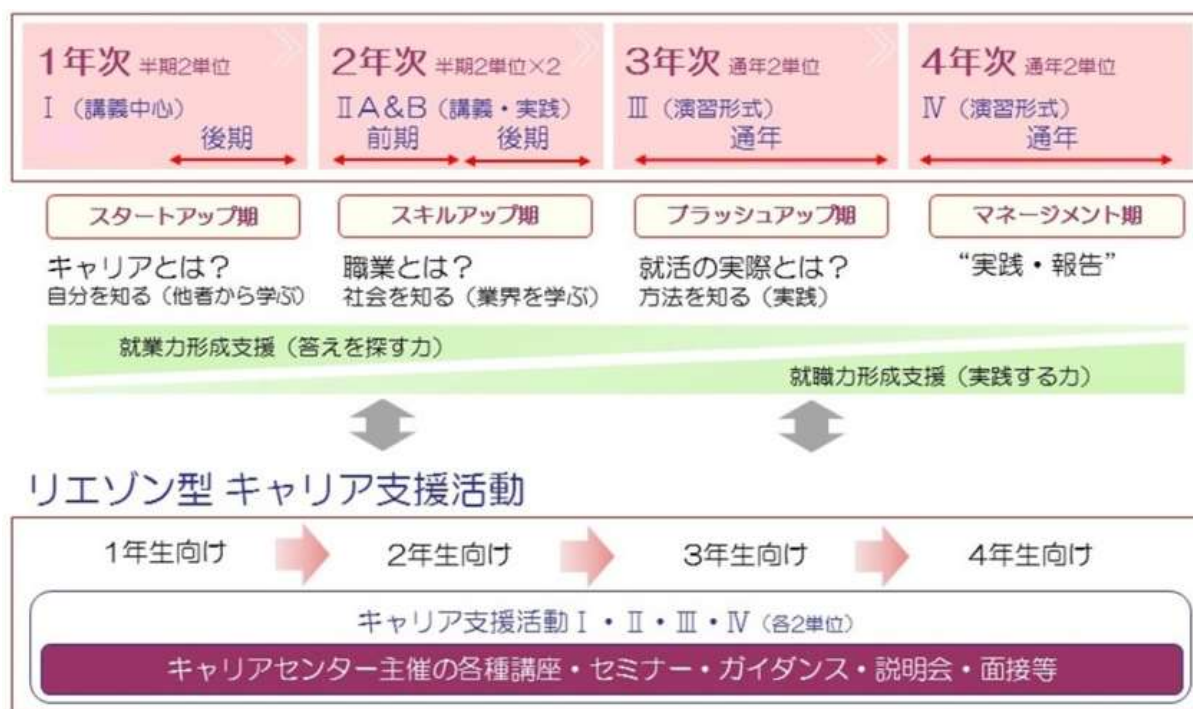 1年次 半期2単位
Ⅰ（講義中心）
後期
2年次 半期2単位×2
ⅡA&B（講義・実践）
前期 後期
3年次 通年2単位
Ⅲ（演習形式）
通年
4年次 通年2単位
Ⅳ（演習形式）
通年
スタートアップ期
キャリアとは？
自分を知る（他者から学ぶ）
スキルアップ期
職業とは？
社会を知る（業界を学ぶ）
ブラッシュアップ期
就活の実際とは？
方法を知る（実践）
マネージメント期
“実践・報告”
就業力形成支援（答えを探す力）
就職力形成支援（実践する力）
リエゾン型 キャリア支援活動
1年生向け 2年生向け 3年生向け 4年生向け
キャリア支援活動Ⅰ・Ⅱ・Ⅲ・Ⅳ（各2単位）
キャリアセンター主催の各種講座・セミナー・ガイダンス・説明会・面接等